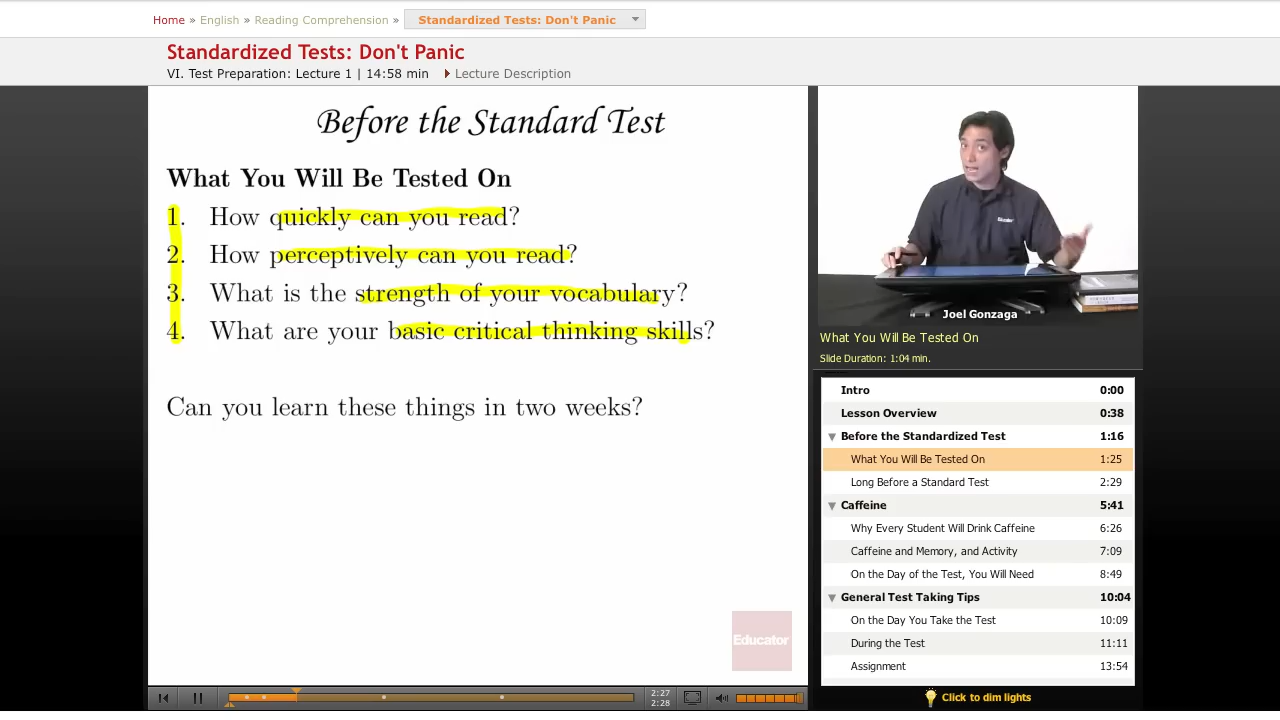 Home » English » Reading Comprehension » Standardized Tests: Don't Panic
Standardized Tests: Don't Panic
VI. Test Preparation: Lecture 1 | 14:58 min Lecture Description
Before the Standard Test
What You Will Be Tested On
1. How quickly can you read?
2. How perceptively can you read?
3. What is the strength of your vocabulary?
4. What are your basic critical thinking skills?
Can you learn these things in two weeks?
Educator
2:27
2:28
Joel Gonzaga
What You Will Be Tested On
Slide Duration: 1:04 min.
Intro 0:00
Lesson Overview 0:38
Before the Standardized Test 1:16
What You Will Be Tested On 1:25
Long Before a Standard Test 2:29
Caffeine 5:41
Why Every Student Will Drink Caffeine 6:26
Caffeine and Memory, and Activity 7:09
On the Day of the Test, You Will Need 8:49
General Test Taking Tips 10:04
On the Day You Take the Test 10:09
During the Test 11:11
Assignment 13:54
Click to dim lights